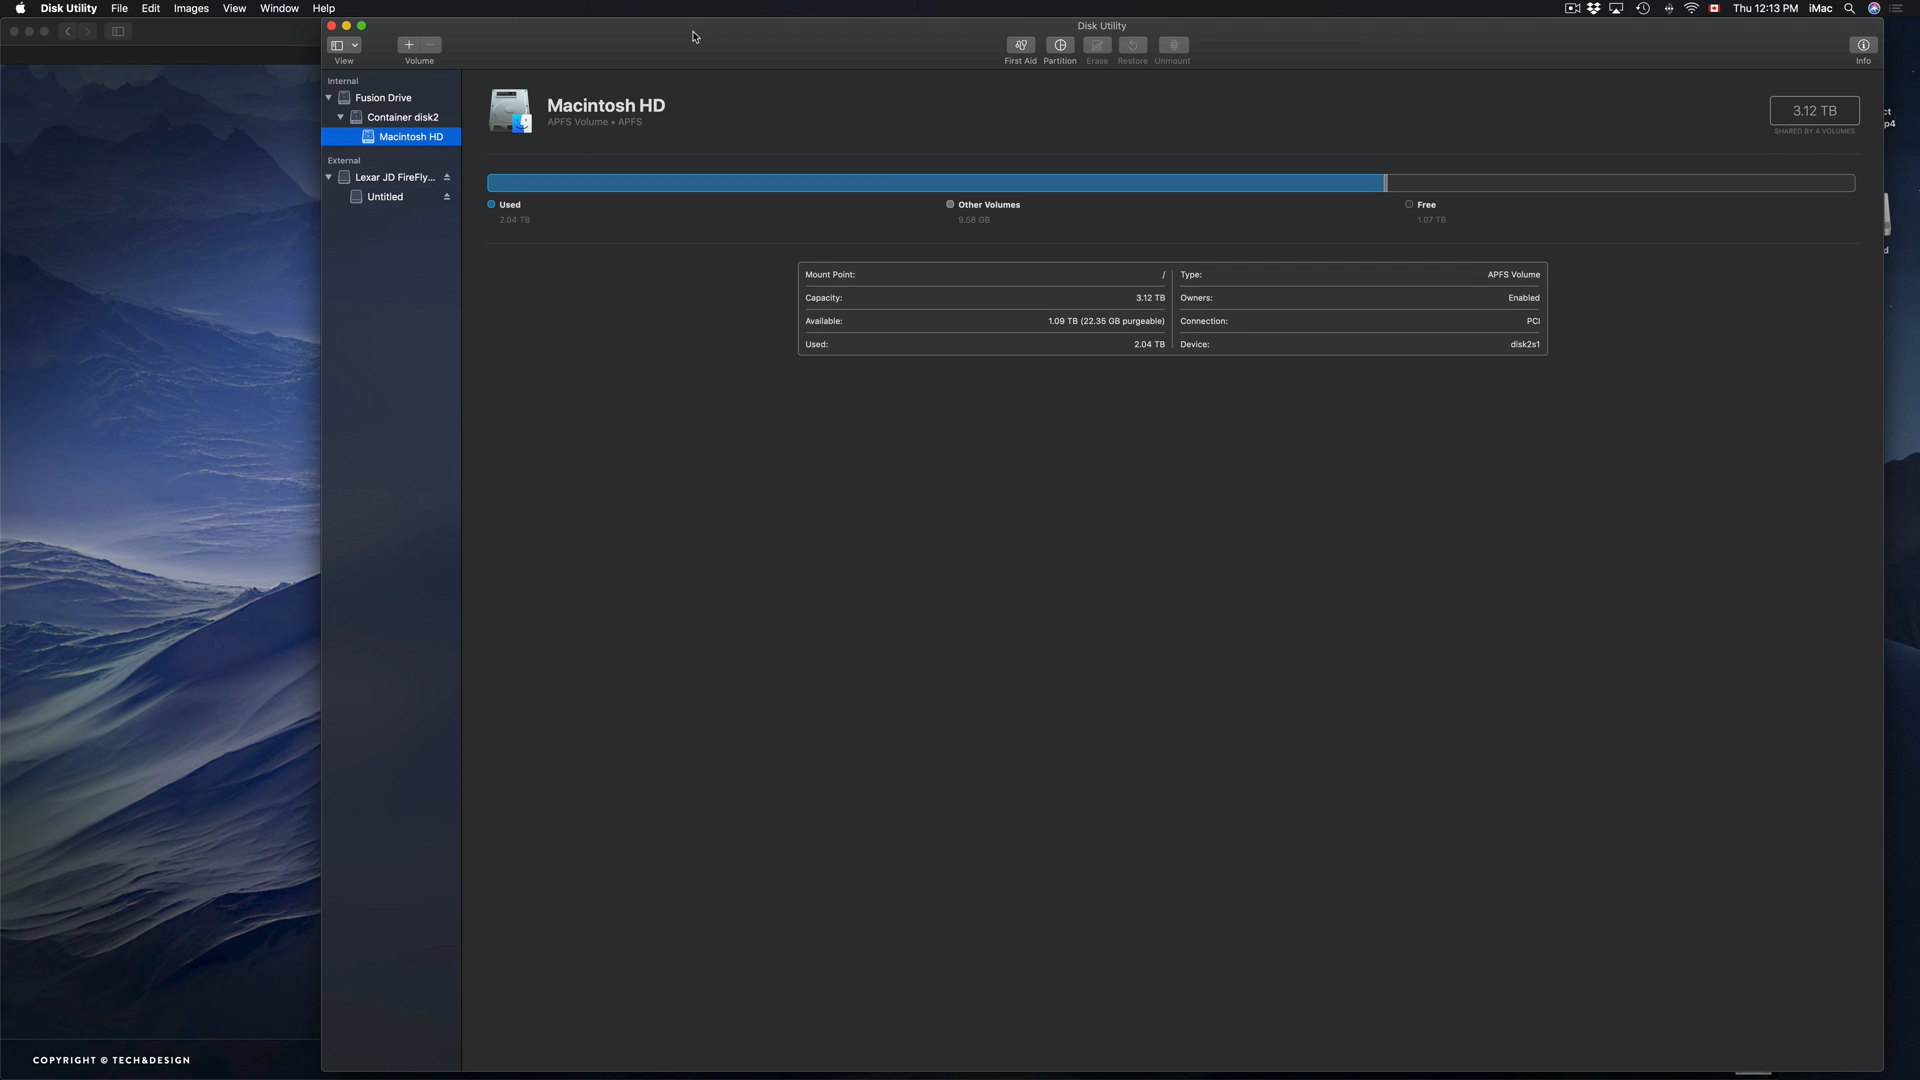 Disk Utility File Edit Images View Window Help
Thu 12:13 PM iMac
Disk Utility
View
Volume
First Aid Partition Erase Restore Unmount
Info
Internal
Fusion Drive
Container disk2
Macintosh HD
External
Lexar JD FireFly...
Untitled
Macintosh HD
APFS Volume • APFS
3.12 TB
SHARED BY 4 VOLUMES
Used
2.04 TB
Other Volumes
9.58 GB
Free
1.07 TB
Mount Point: /
Capacity: 3.12 TB
Available: 1.09 TB (22.35 GB purgeable)
Used: 2.04 TB
Type: APFS Volume
Owners: Enabled
Connection: PCI
Device: disk2s1
ct
p4
d
COPYRIGHT © TECH&DESIGN